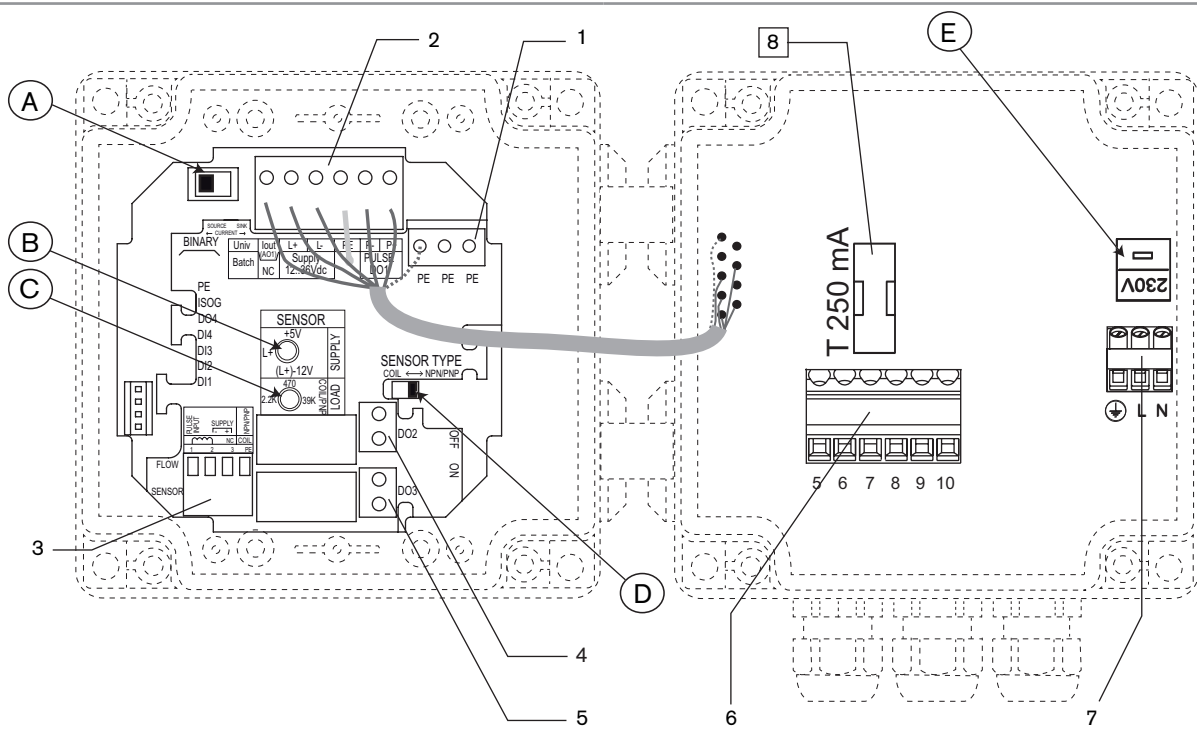 2
1
8
E
A
B
C
SOURCE SINK
← CURRENT →
BINARY
Univ Iout (AO1) L+ L- PE P- P+
Batch NC Supply 12..36Vdc PULSE DO1
PE PE PE
PE
ISOG
DO4
DI4
DI3
DI2
DI1
SENSOR
+5V
L+
(L+)-12V
SUPPLY
470
2.2K 39K
COIL/PNP
LOAD
SENSOR TYPE
COIL ←→ NPN/PNP
PULSE INPUT
SUPPLY
- +
NPN/PNP
NC COIL
1 2 3 PE
FLOW
SENSOR
DO2
DO3
OFF
ON
T 250 mA
230V
L N
5 6 7 8 9 10
3
D
4
5
6
7